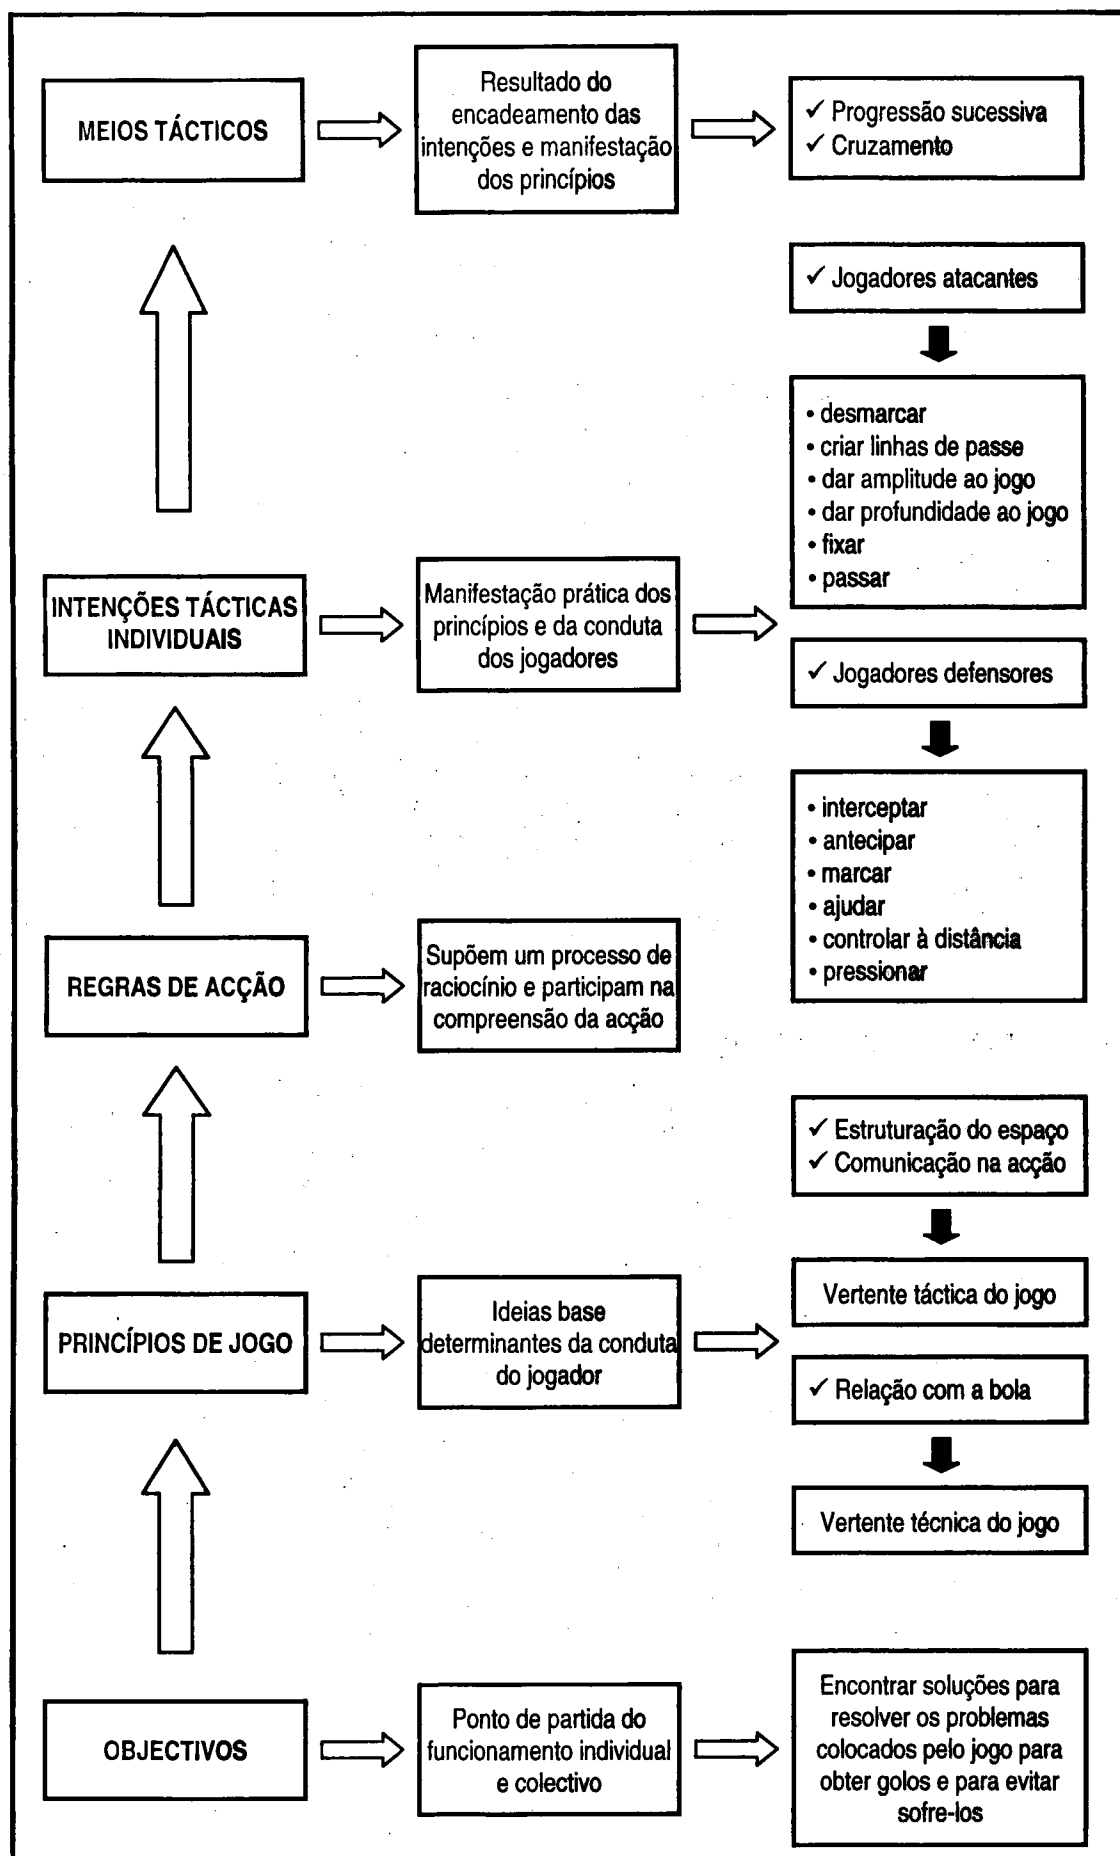 MEIOS TÁCTICOS
Resultado do
encadeamento das
intenções e manifestação
dos princípios
✓ Progressão sucessiva
✓ Cruzamento
✓ Jogadores atacantes
• desmarcar
• criar linhas de passe
• dar amplitude ao jogo
• dar profundidade ao jogo
• fixar
• passar
INTENÇÕES TÁCTICAS
INDIVIDUAIS
Manifestação prática dos
princípios e da conduta
dos jogadores
✓ Jogadores defensores
• interceptar
• antecipar
• marcar
• ajudar
• controlar à distância
• pressionar
REGRAS DE ACÇÃO
Supõem um processo de
raciocínio e participam na
compreensão da acção
✓ Estruturação do espaço
✓ Comunicação na acção
Vertente táctica do jogo
PRINCÍPIOS DE JOGO
Ideias base
determinantes da conduta
do jogador
✓ Relação com a bola
Vertente técnica do jogo
OBJECTIVOS
Ponto de partida do
funcionamento individual
e colectivo
Encontrar soluções para
resolver os problemas
colocados pelo jogo para
obter golos e para evitar
sofre-los